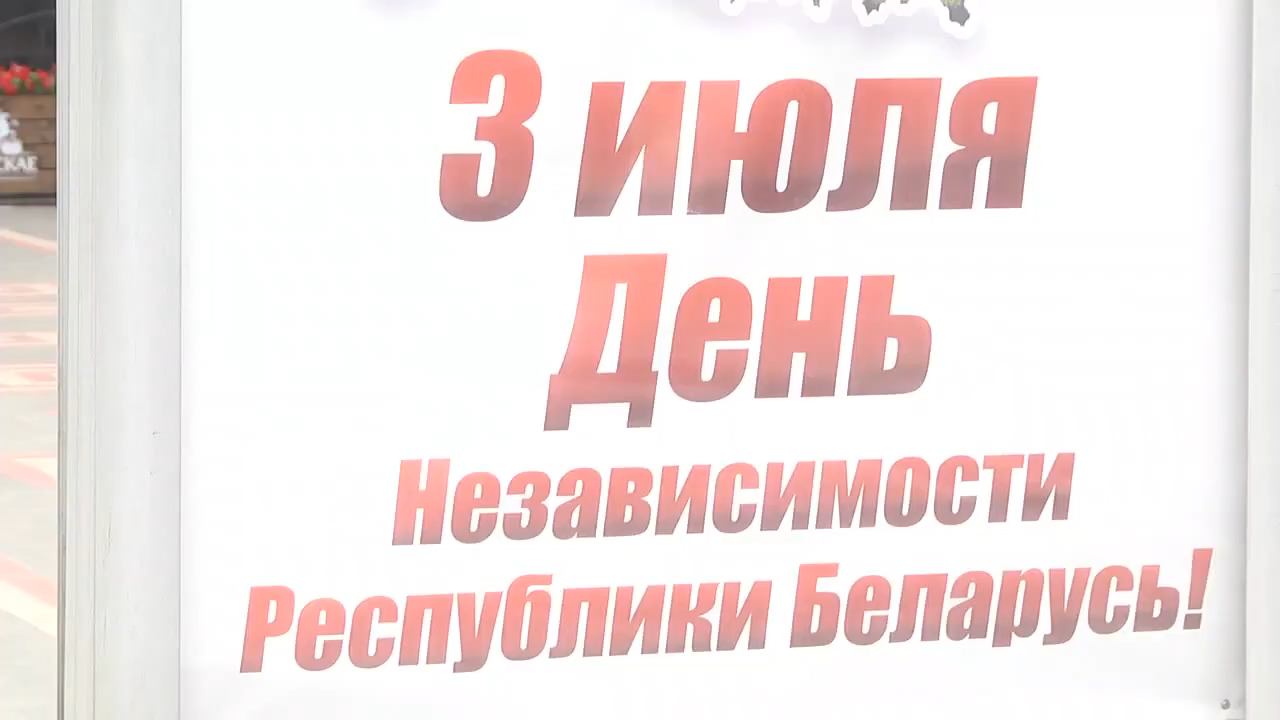 3 июля
День
Независимости
Республики Беларусь!